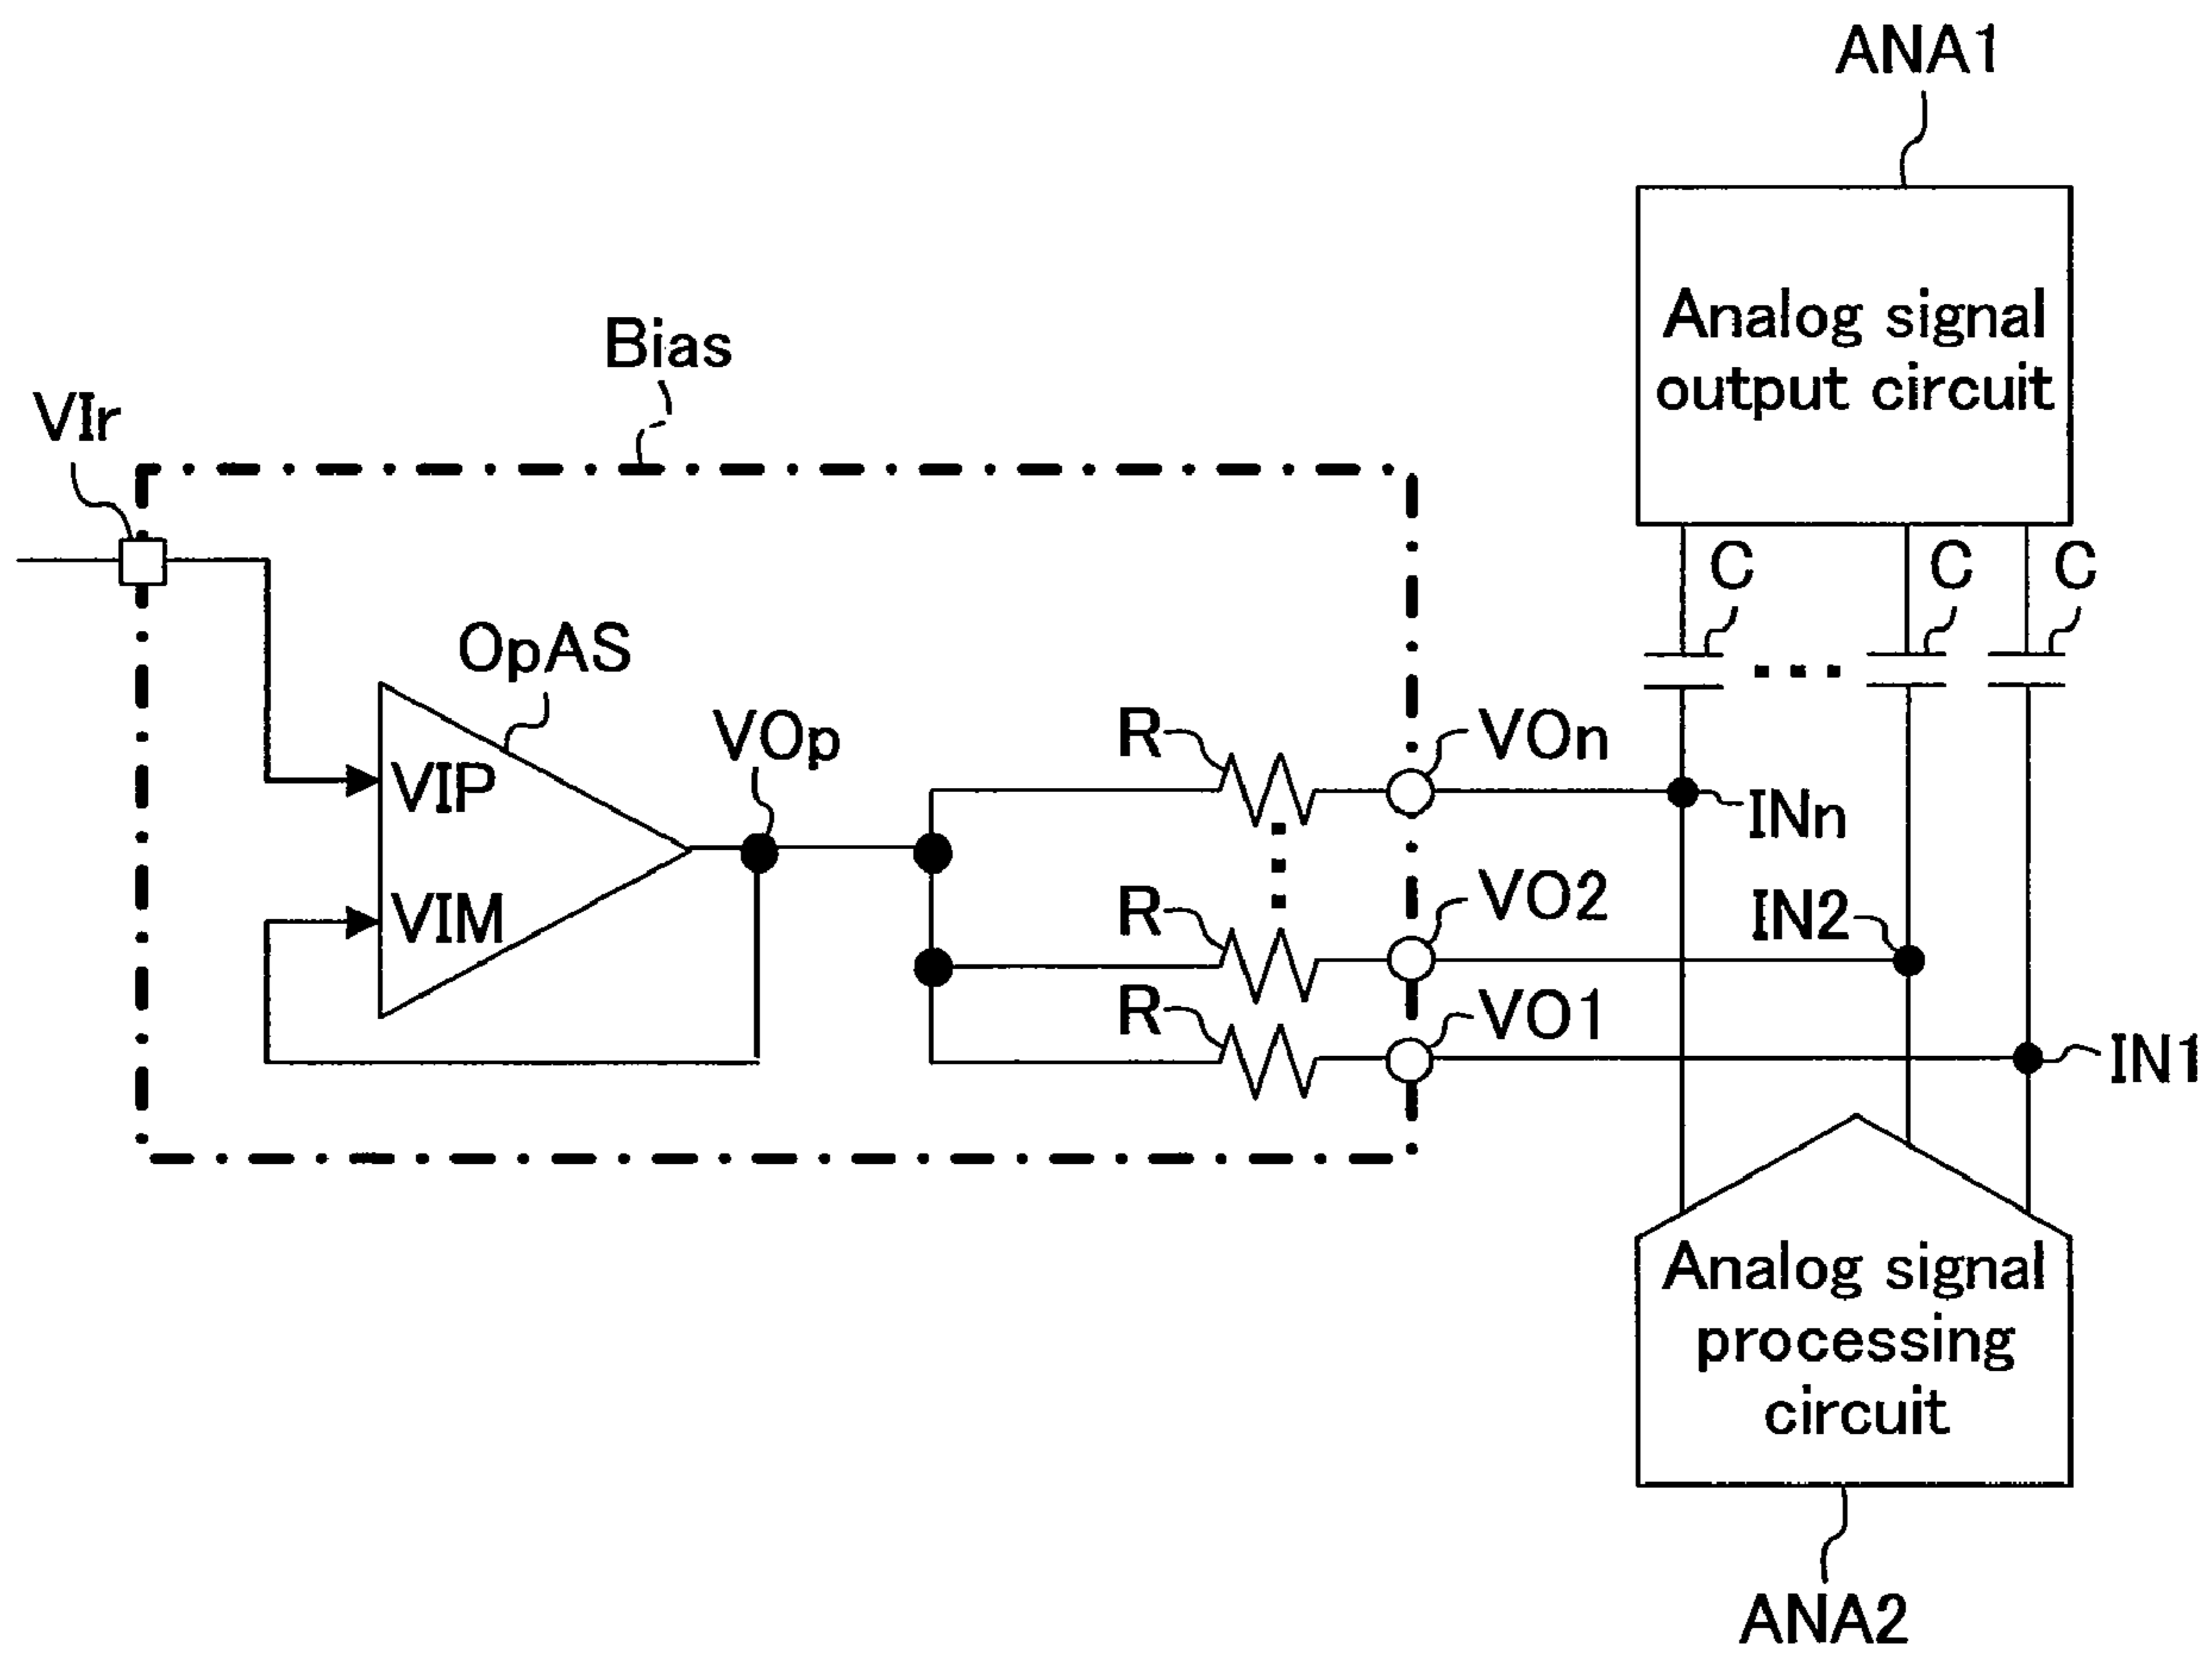 ANA1
Analog signal
output circuit
Bias
VIr
C
C
C
OpAS
VOp
R
VOn
VIP
INn
VIM
R
VO2
IN2
R
VO1
IN1
Analog signal
processing
circuit
ANA2